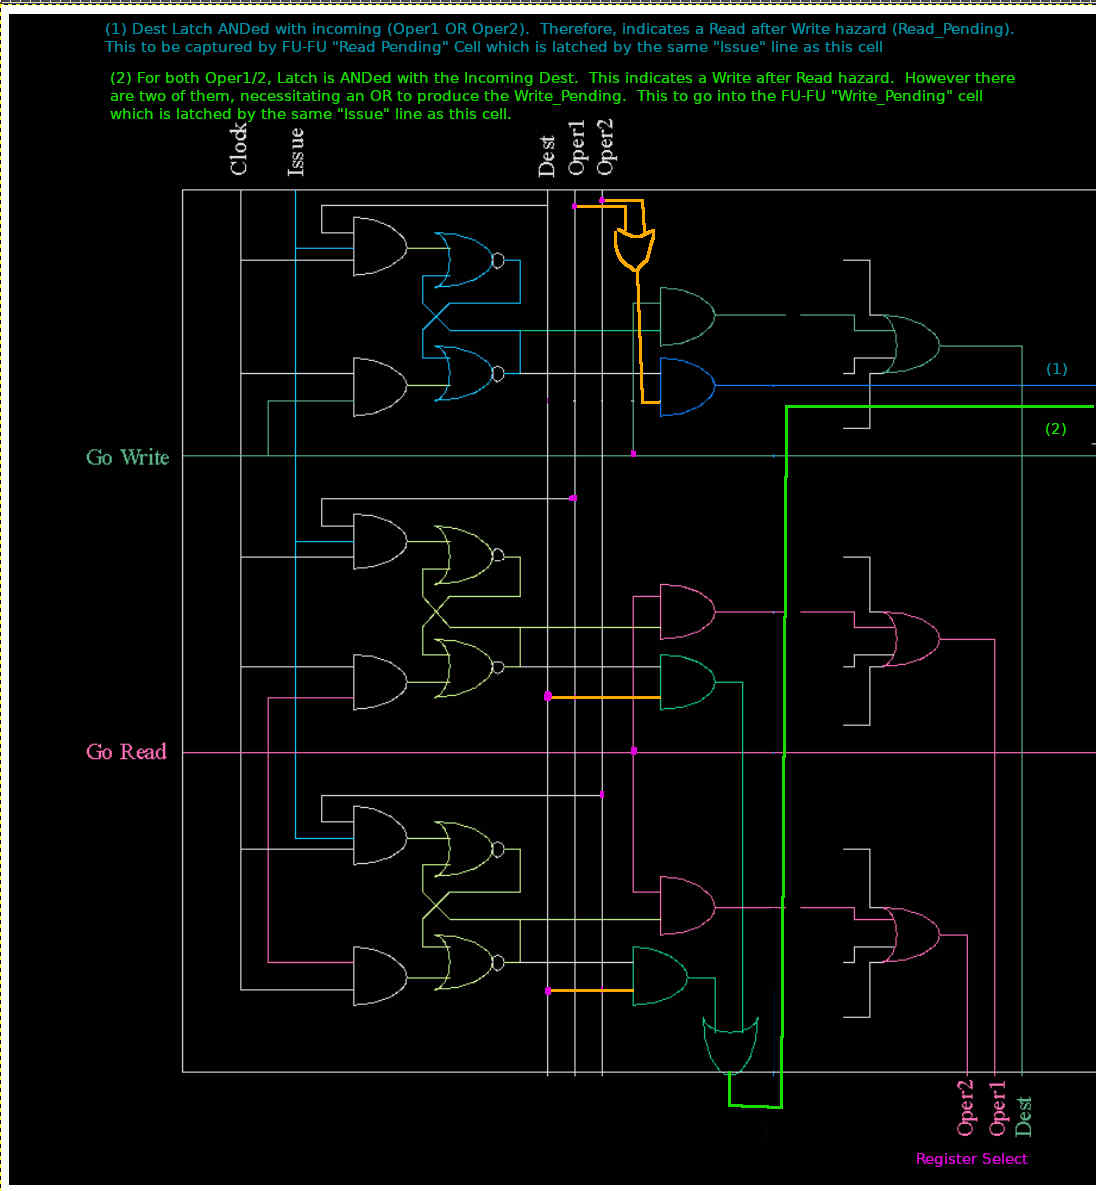 (1) Dest Latch ANDed with incoming (Oper1 OR Oper2).  Therefore, indicates a Read after Write hazard (Read_Pending).
This to be captured by FU-FU "Read Pending" Cell which is latched by the same "Issue" line as this cell
(2) For both Oper1/2, Latch is ANDed with the Incoming Dest.  This indicates a Write after Read hazard.  However there
are two of them, necessitating an OR to produce the Write_Pending.  This to go into the FU-FU "Write_Pending" cell
which is latched by the same "Issue" line as this cell.
Clock
Issue
Dest
Oper1
Oper2
(1)
(2)
Go Write
Go Read
Oper2
Oper1
Dest
Register Select